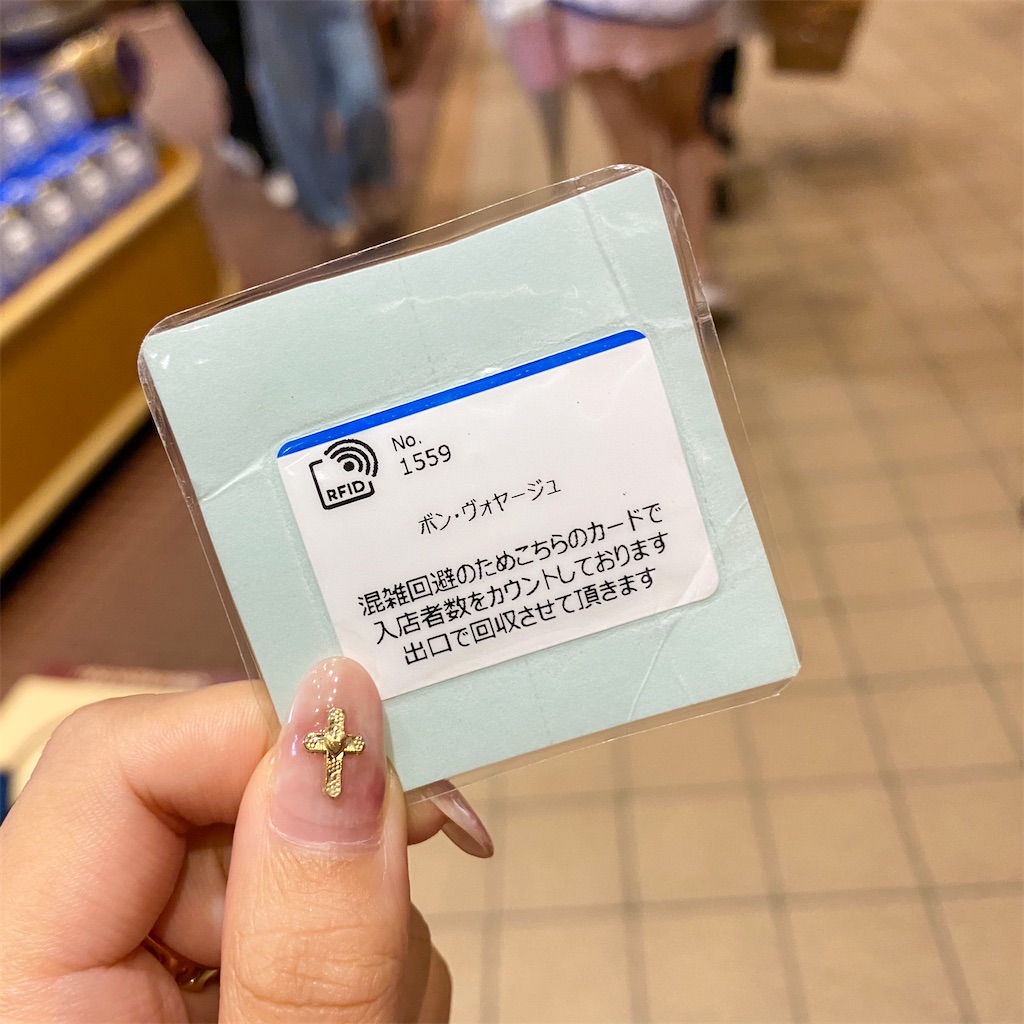 RFID
No.
1559
ボン・ヴォヤージュ
混雑回避のためこちらのカードで
入店者数をカウントしております
出口で回収させて頂きます